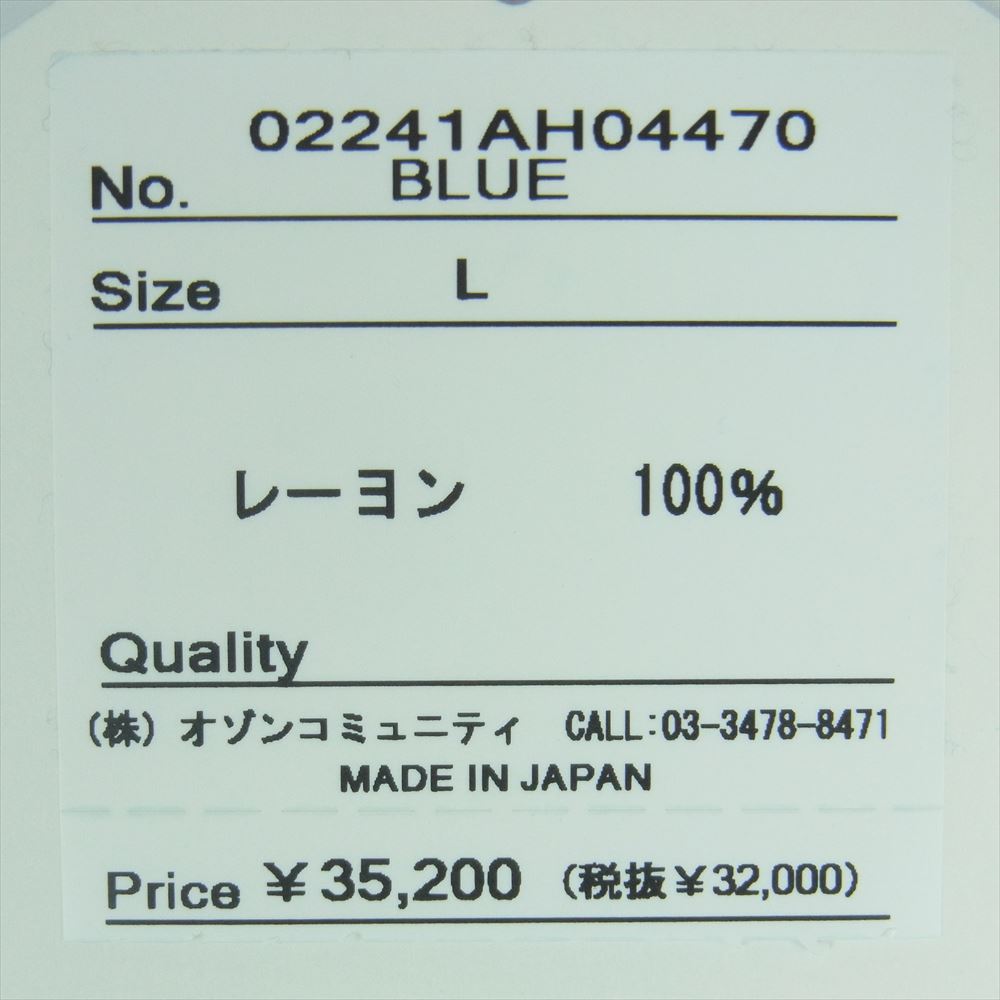 02241AH04470
No. BLUE
Size L
レーヨン 100%
Quality
(株) オゾンコミュニティ CALL:03-3478-8471
MADE IN JAPAN
Price ¥35,200 (税抜¥32,000)